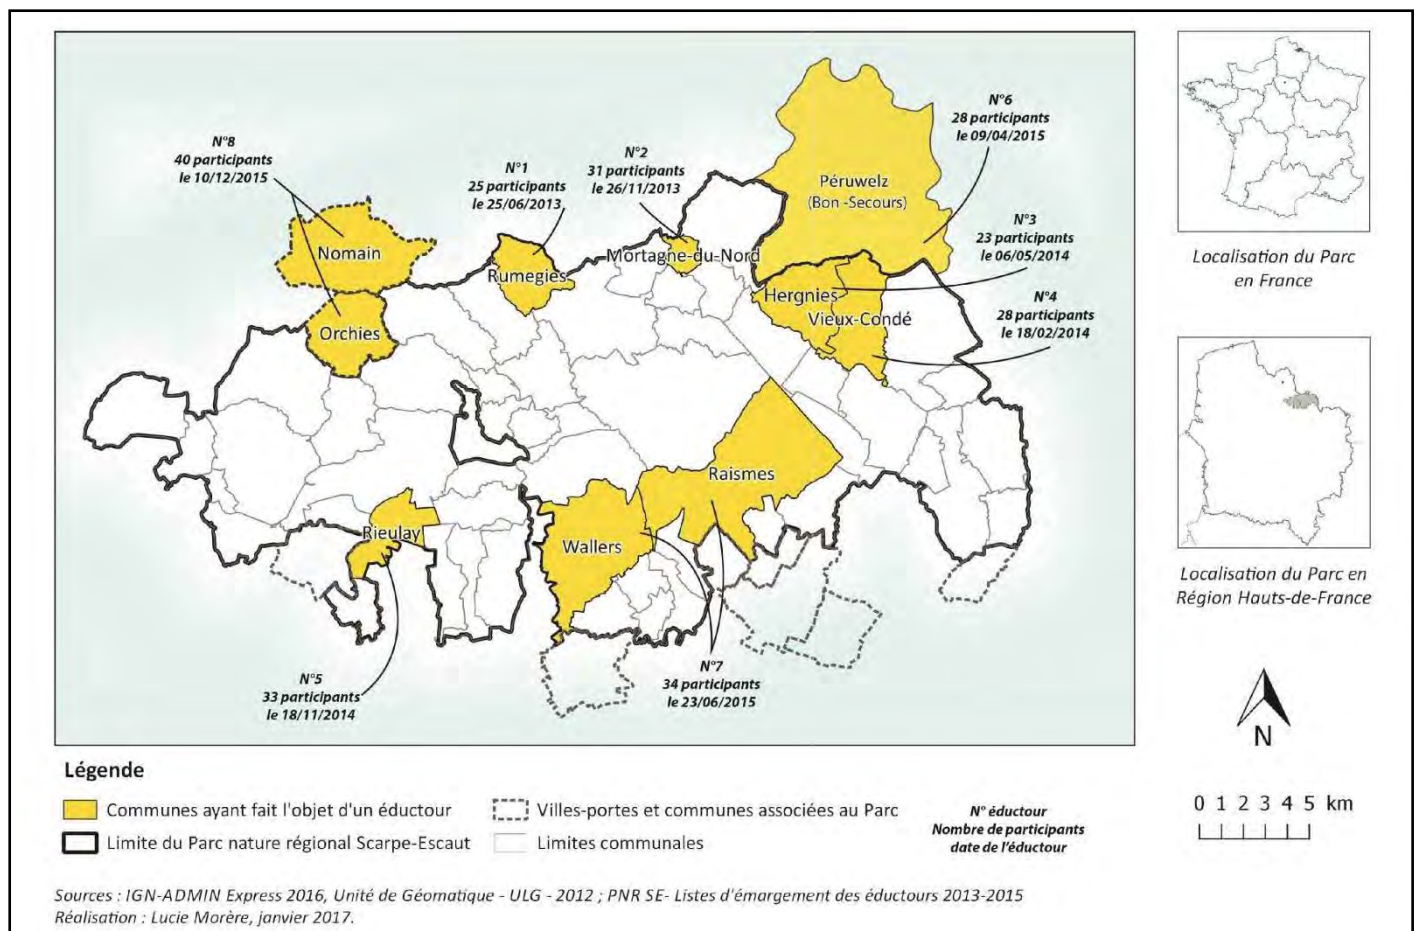 N°8
40 participants
le 10/12/2015
N°1
25 participants
le 25/06/2013
N°2
31 participants
le 26/11/2013
N°6
28 participants
le 09/04/2015
Péruwelz
(Bon -Secours)
N°3
23 participants
le 06/05/2014
N°4
28 participants
le 18/02/2014
Nomain
Rumegies
Mortagne-du-Nord
Hergnies
Vieux-Condé
Orchies
Raismes
Rieulay
Wallers
N°5
33 participants
le 18/11/2014
N°7
34 participants
le 23/06/2015
Localisation du Parc
en France
Localisation du Parc en
Région Hauts-de-France
N
0 1 2 3 4 5 km
Légende
Communes ayant fait l'objet d'un éductour
Limite du Parc nature régional Scarpe-Escaut
Villes-portes et communes associées au Parc
Limites communales
N° éductour
Nombre de participants
date de l'éductour
Sources : IGN-ADMIN Express 2016, Unité de Géomatique - ULG - 2012 ; PNR SE- Listes d'émargement des éductours 2013-2015
Réalisation : Lucie Morère, janvier 2017.